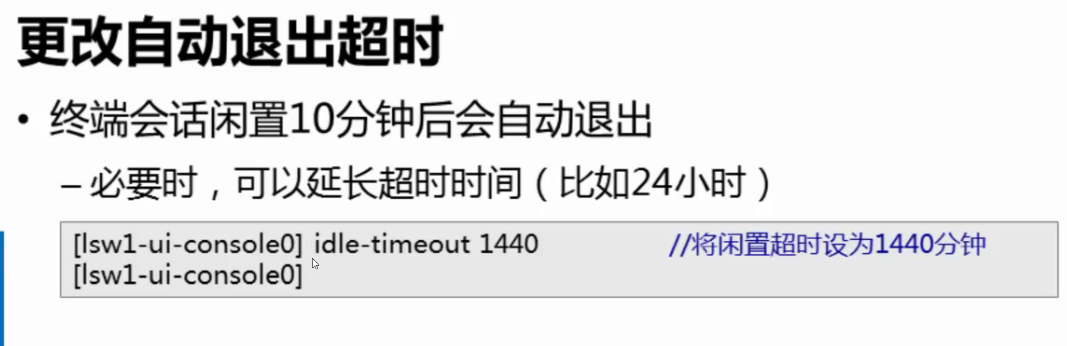 更改自动退出超时
• 终端会话闲置10分钟后会自动退出
– 必要时，可以延长超时时间（比如24小时）
[lsw1-ui-console0] idle-timeout 1440 //将闲置超时设为1440分钟
[lsw1-ui-console0]